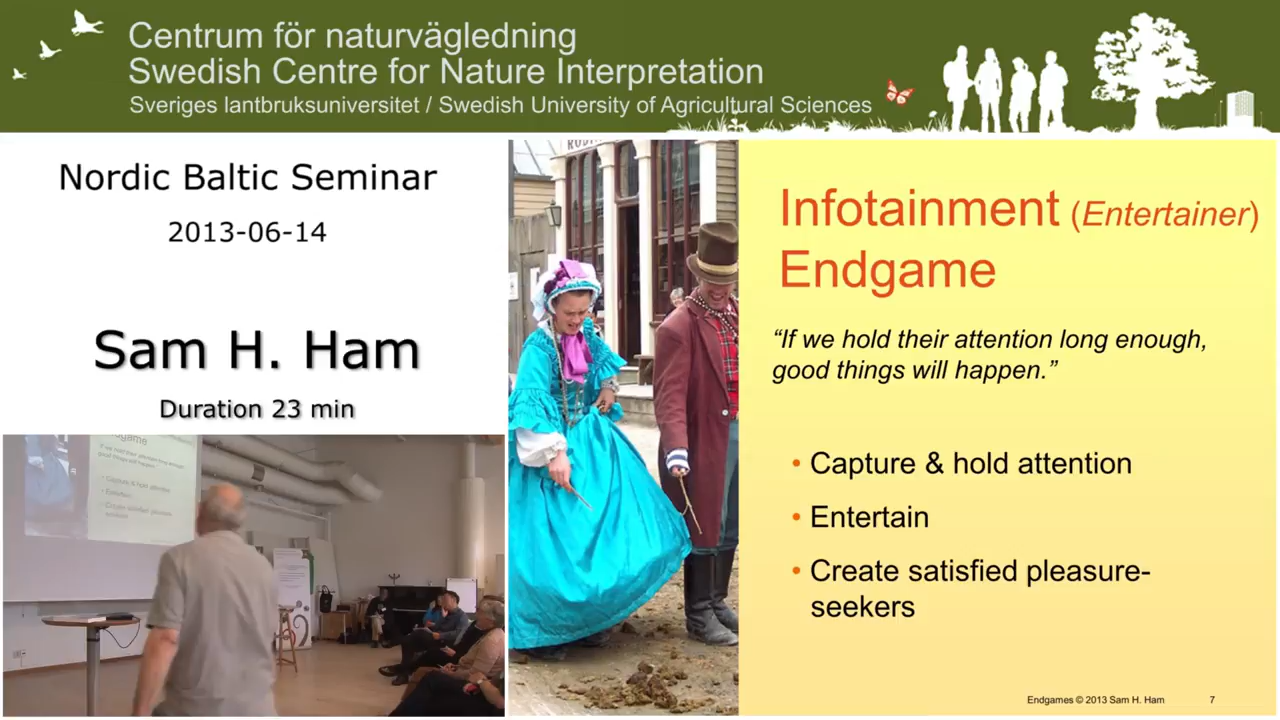 Centrum för naturvägledning
Swedish Centre for Nature Interpretation
Sveriges lantbruksuniversitet / Swedish University of Agricultural Sciences
Nordic Baltic Seminar
2013-06-14
Sam H. Ham
Duration 23 min
Infotainment (Entertainer)
Endgame
“If we hold their attention long enough,
good things will happen.”
• Capture & hold attention
• Entertain
• Create satisfied pleasure-
seekers
Endgames © 2013 Sam H. Ham
7